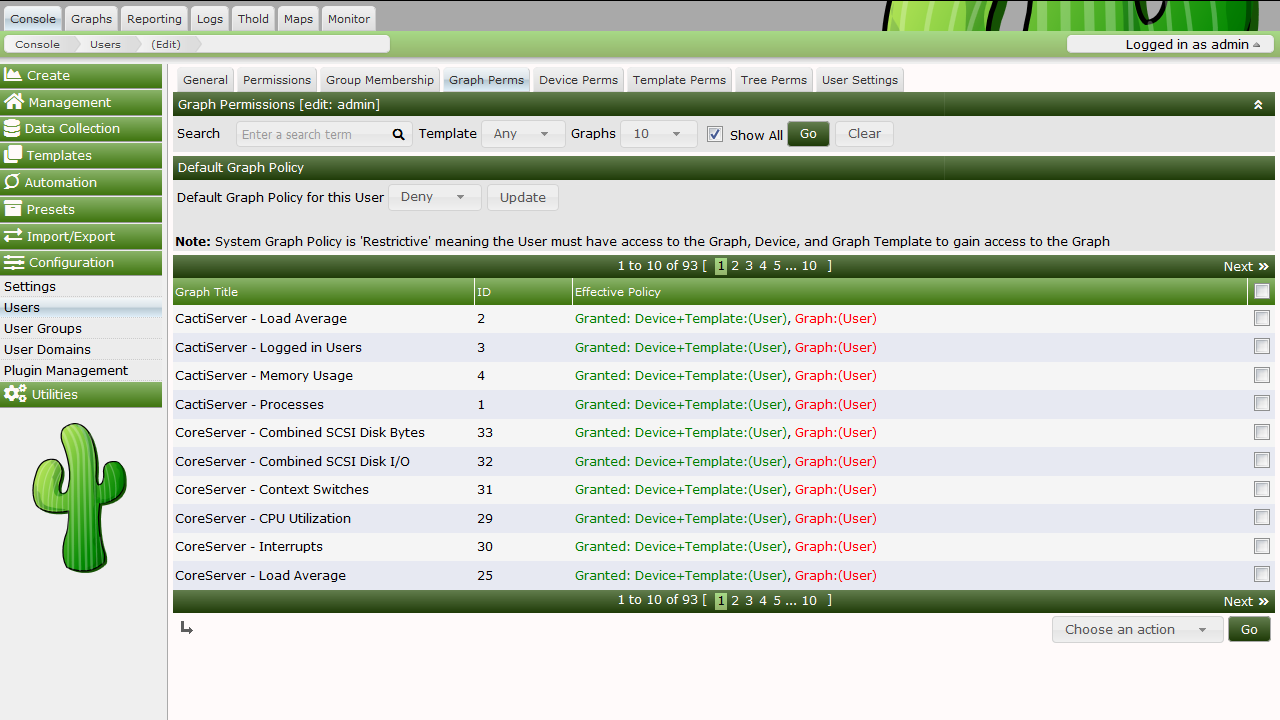 Console Graphs Reporting Logs Thold Maps Monitor
Console Users (Edit) Logged in as admin
Create
Management
Data Collection
Templates
Automation
Presets
Import/Export
Configuration
Settings
Users
User Groups
User Domains
Plugin Management
Utilities
General Permissions Group Membership Graph Perms Device Perms Template Perms Tree Perms User Settings
Graph Permissions [edit: admin]
Search Enter a search term Template Any Graphs 10 Show All Go Clear
Default Graph Policy
Default Graph Policy for this User Deny Update
Note: System Graph Policy is 'Restrictive' meaning the User must have access to the Graph, Device, and Graph Template to gain access to the Graph
1 to 10 of 93 [ 1 2 3 4 5 ... 10 ] Next »
Graph Title ID Effective Policy
CactiServer - Load Average 2 Granted: Device+Template:(User), Graph:(User)
CactiServer - Logged in Users 3 Granted: Device+Template:(User), Graph:(User)
CactiServer - Memory Usage 4 Granted: Device+Template:(User), Graph:(User)
CactiServer - Processes 1 Granted: Device+Template:(User), Graph:(User)
CoreServer - Combined SCSI Disk Bytes 33 Granted: Device+Template:(User), Graph:(User)
CoreServer - Combined SCSI Disk I/O 32 Granted: Device+Template:(User), Graph:(User)
CoreServer - Context Switches 31 Granted: Device+Template:(User), Graph:(User)
CoreServer - CPU Utilization 29 Granted: Device+Template:(User), Graph:(User)
CoreServer - Interrupts 30 Granted: Device+Template:(User), Graph:(User)
CoreServer - Load Average 25 Granted: Device+Template:(User), Graph:(User)
1 to 10 of 93 [ 1 2 3 4 5 ... 10 ] Next »
Choose an action Go